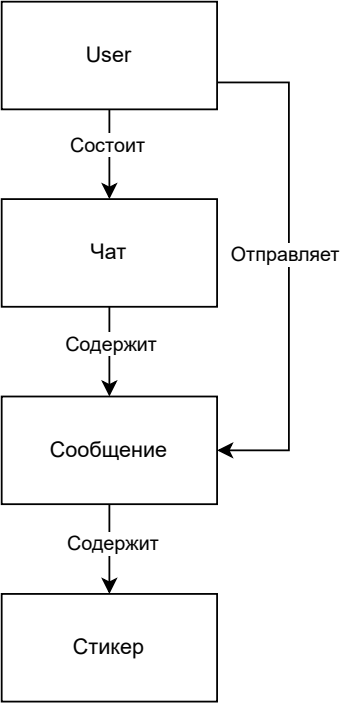 User
Состоит
Чат
Отправляет
Содержит
Сообщение
Содержит
Стикер